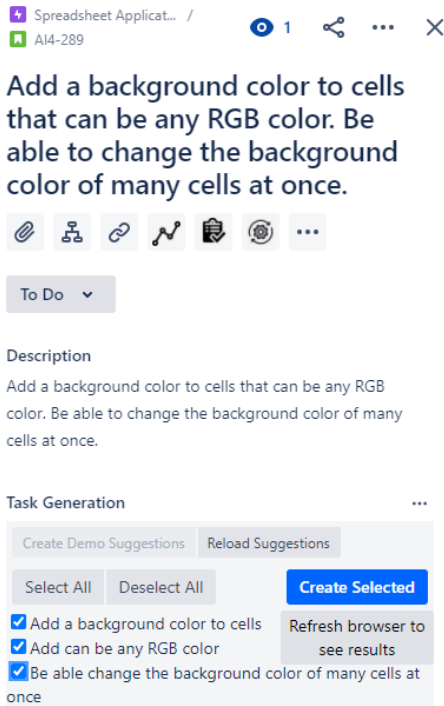 Spreadsheet Applicat... /
AI4-289
1
Add a background color to cells
that can be any RGB color. Be
able to change the background
color of many cells at once.
To Do
Description
Add a background color to cells that can be any RGB
color. Be able to change the background color of many
cells at once.
Task Generation
Create Demo Suggestions Reload Suggestions
Select All Deselect All Create Selected
Add a background color to cells
Add can be any RGB color
Refresh browser to
see results
Be able change the background color of many cells at
once